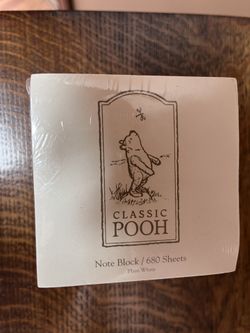 CLASSIC
POOH
Note Block / 680 Sheets
Plain White